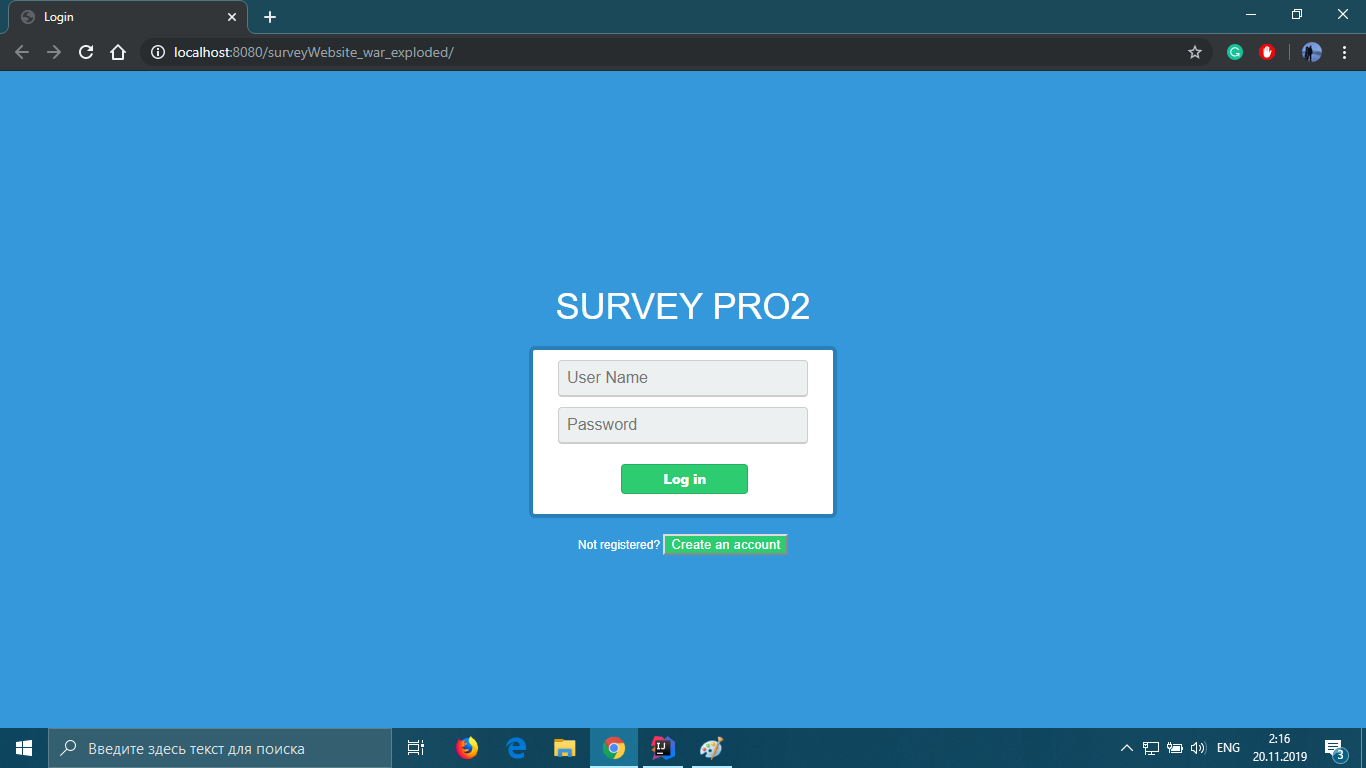 Login
localhost:8080/surveyWebsite_war_exploded/
SURVEY PRO2
User Name
Password
Log in
Not registered? Create an account
Введите здесь текст для поиска
IJ
ENG
2:16
20.11.2019
3